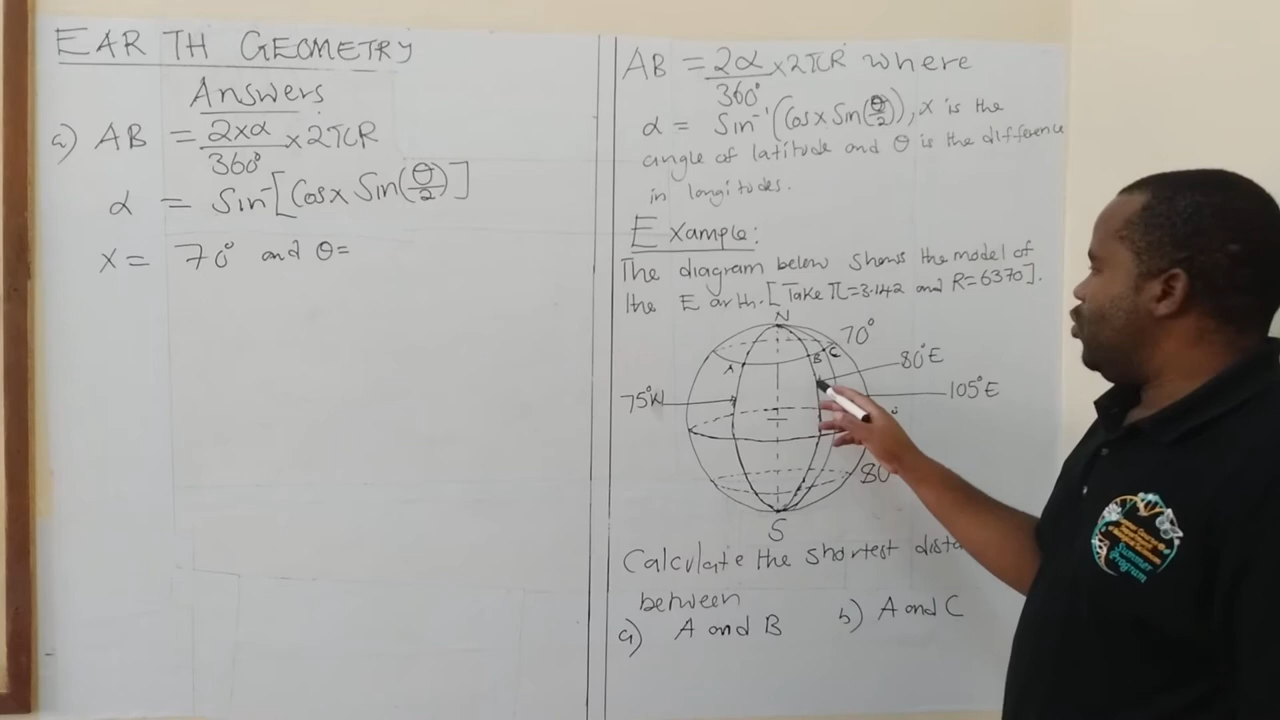 EARTH GEOMETRY
Answers
a) AB = 2×α/360° × 2πR
α = Sin⁻[Cosx Sin(θ/2)]
x = 70° and θ=
AB = 2α/360° × 2πR where
α = Sin⁻¹(Cosx Sin(θ/2)), x is the
angle of latitude and θ is the difference
in longitudes.
Example:
The diagram below shows the model of
the Earth. [Take π=3.142 and R=6370].
N
70°
A
B
C
80°E
75°W
105°E
80
S
Calculate the shortest
between
a) A and B
b) A and C
Summer
Program